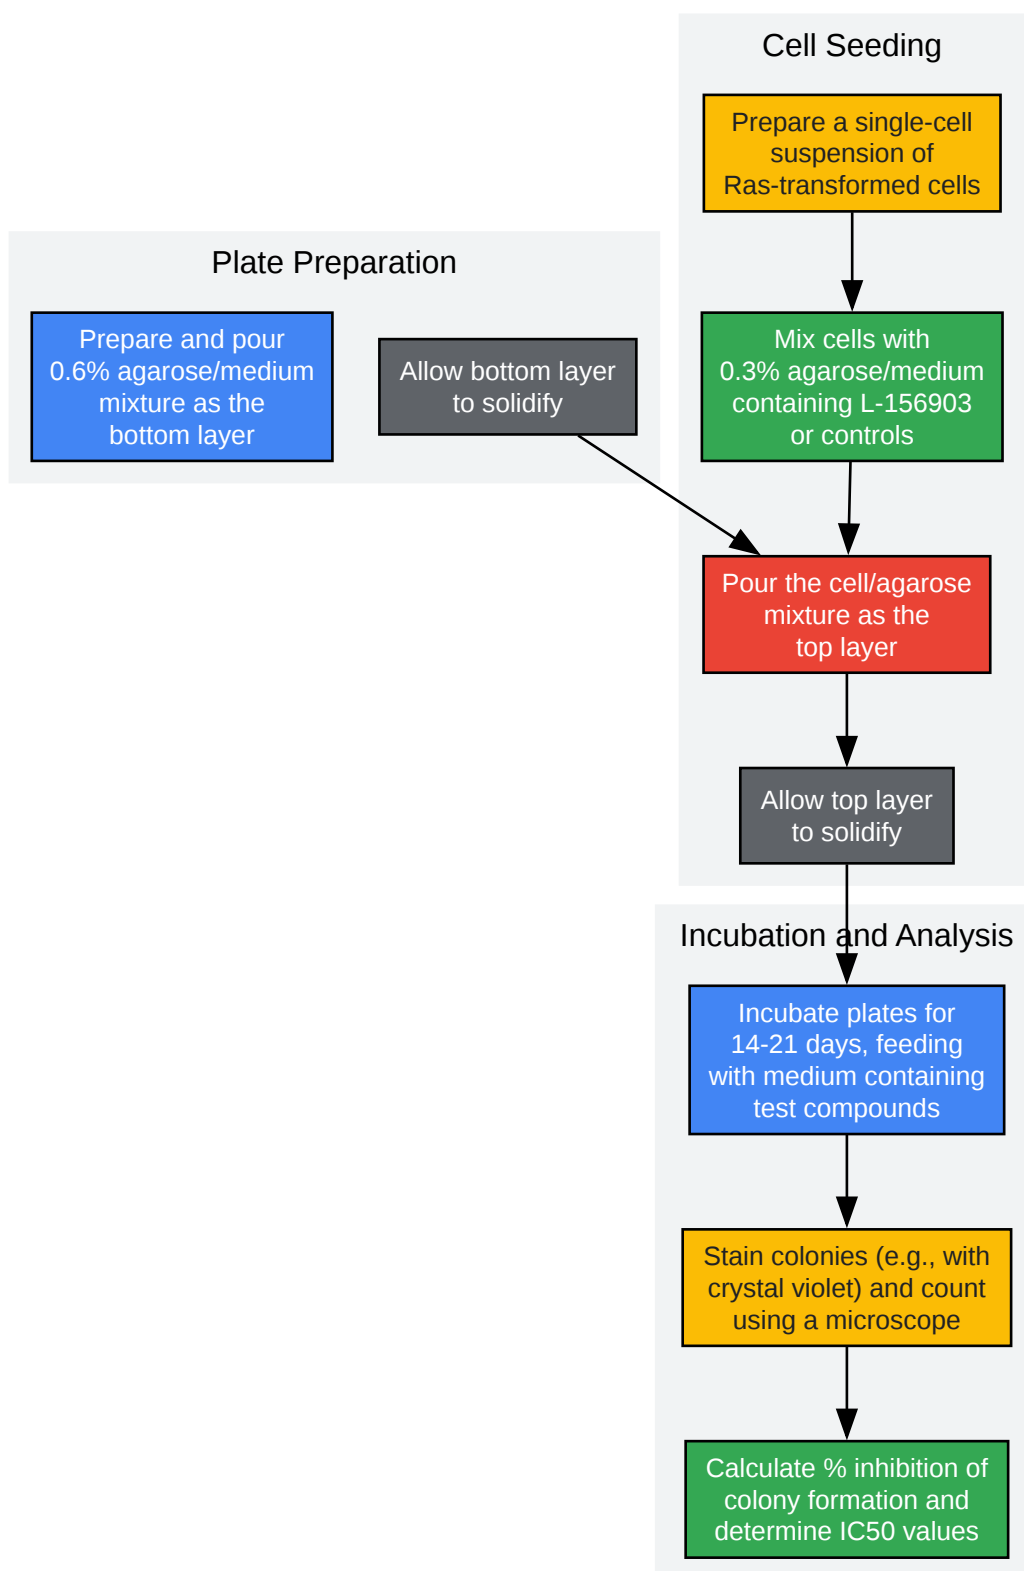 Plate Preparation
Prepare and pour
0.6% agarose/medium
mixture as the
bottom layer
Allow bottom layer
to solidify
Cell Seeding
Prepare a single-cell
suspension of
Ras-transformed cells
Mix cells with
0.3% agarose/medium
containing L-156903
or controls
Pour the cell/agarose
mixture as the
top layer
Allow top layer
to solidify
Incubation and Analysis
Incubate plates for
14-21 days, feeding
with medium containing
test compounds
Stain colonies (e.g., with
crystal violet) and count
using a microscope
Calculate % inhibition of
colony formation and
determine IC50 values